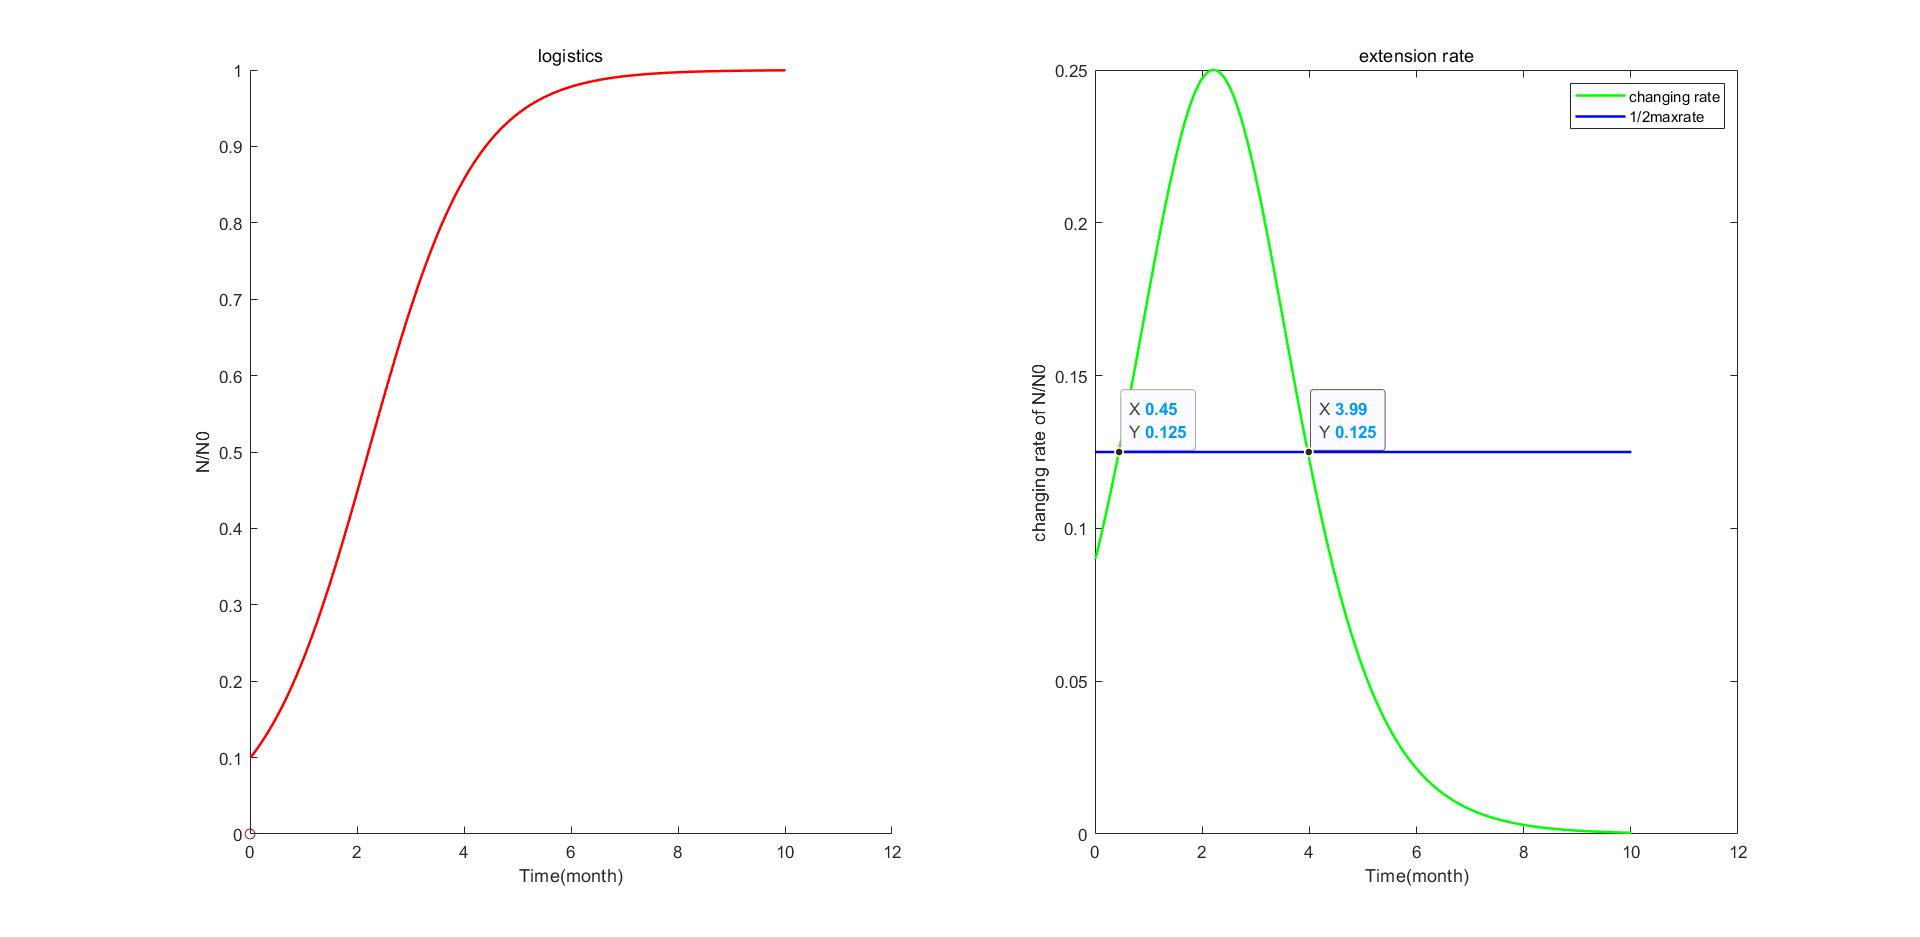 logistics
1
0.9
0.8
0.7
0.6
0.5
0.4
0.3
0.2
0.1
0
N/N0
0 2 4 6 8 10 12
Time(month)
extension rate
0.25
0.2
0.15
0.1
0.05
0
changing rate of N/N0
changing rate
1/2maxrate
X 0.45
Y 0.125
X 3.99
Y 0.125
0 2 4 6 8 10 12
Time(month)